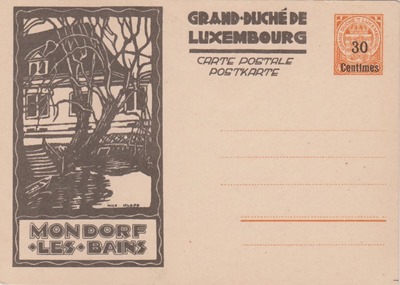 GRAND-DUCHÉ DE
LUXEMBOURG
CARTE POSTALE
POSTKARTE
30
Centimes
MONDORF
·LES·BAINS